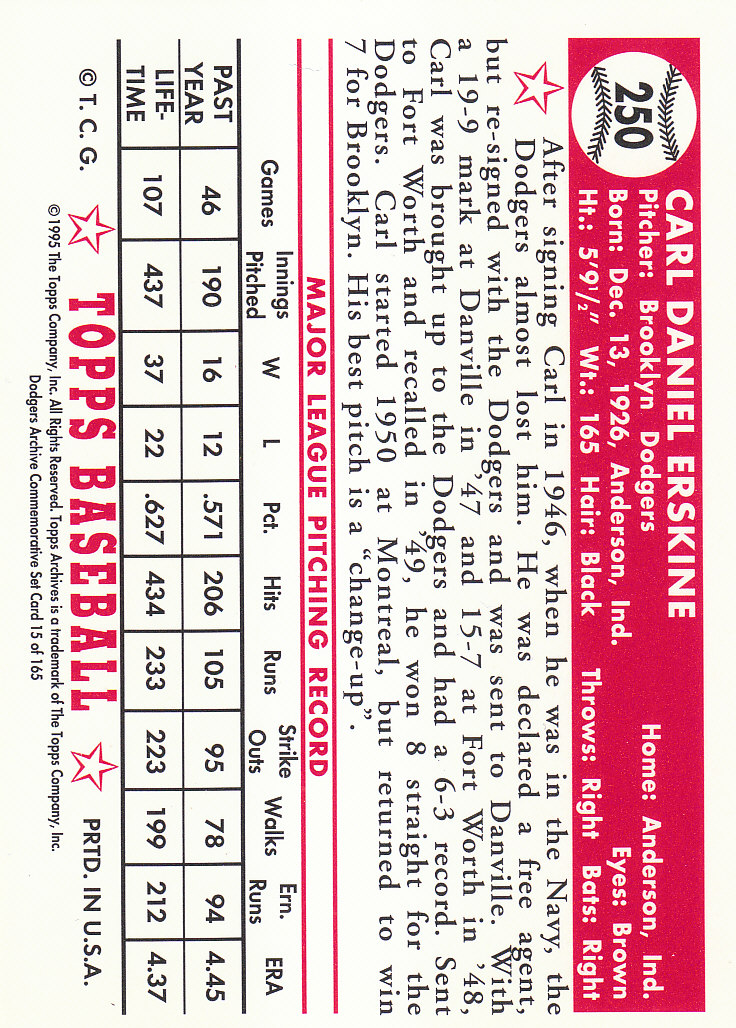 250
CARL DANIEL ERSKINE
Pitcher: Brooklyn Dodgers Home: Anderson, Ind.
Born: Dec. 13, 1926, Anderson, Ind. Eyes: Brown
Ht.: 5'9½" Wt.: 165 Hair: Black Throws: Right Bats: Right
After signing Carl in 1946, when he was in the Navy, the
Dodgers almost lost him. He was declared a free agent,
but re-signed with the Dodgers and was sent to Danville. With
a 19-9 mark at Danville in '47 and 15-7 at Fort Worth in '48,
Carl was brought up to the Dodgers and had a 6-3 record. Sent
to Fort Worth and recalled in '49, he won 8 straight for the
Dodgers. Carl started 1950 at Montreal, but returned to win
7 for Brooklyn. His best pitch is a "change-up".
MAJOR LEAGUE PITCHING RECORD
Games Innings Pitched W L Pct. Hits Runs Strike Outs Walks Ern. Runs ERA
PAST YEAR 46 190 16 12 .571 206 105 95 78 94 4.45
LIFE-TIME 107 437 37 22 .627 434 233 223 199 212 4.37
© T. C. G. TOPPS BASEBALL PRTD. IN U.S.A.
© 1995 The Topps Company, Inc. All Rights Reserved. Topps Archives is a trademark of The Topps Company, Inc.
Dodgers Archive Commemorative Set Card 15 of 165